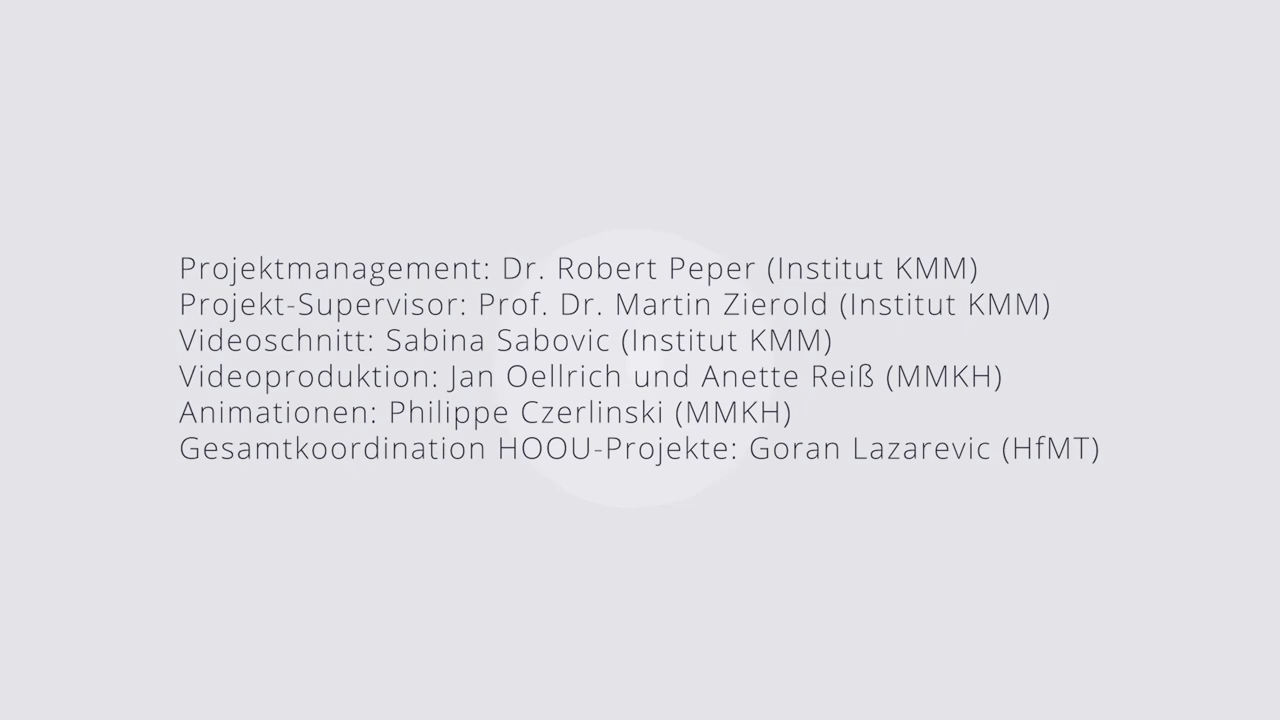 Projektmanagement: Dr. Robert Peper (Institut KMM)
Projekt-Supervisor: Prof. Dr. Martin Zierold (Institut KMM)
Videoschnitt: Sabina Sabovic (Institut KMM)
Videoproduktion: Jan Oellrich und Anette Reiß (MMKH)
Animationen: Philippe Czerlinski (MMKH)
Gesamtkoordination HOOU-Projekte: Goran Lazarevic (HfMT)